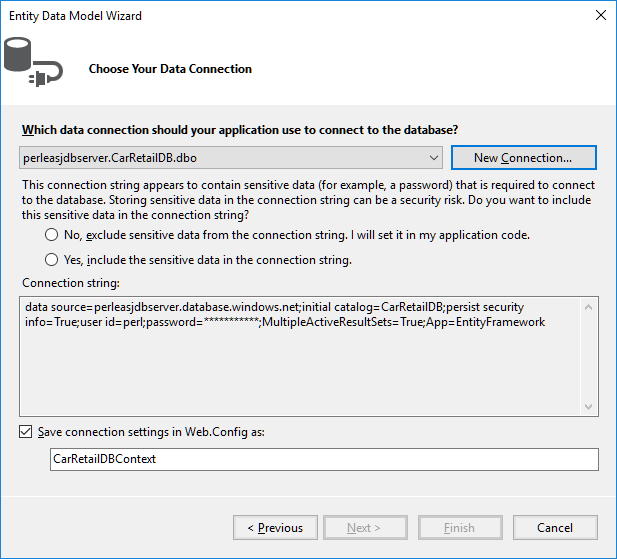 Entity Data Model Wizard
Choose Your Data Connection
Which data connection should your application use to connect to the database?
perleasjdbserver.CarRetailDB.dbo
New Connection...
This connection string appears to contain sensitive data (for example, a password) that is required to connect
to the database. Storing sensitive data in the connection string can be a security risk. Do you want to include
this sensitive data in the connection string?
No, exclude sensitive data from the connection string. I will set it in my application code.
Yes, include the sensitive data in the connection string.
Connection string:
data source=perleasjdbserver.database.windows.net;initial catalog=CarRetailDB;persist security
info=True;user id=perl;password=***********;MultipleActiveResultSets=True;App=EntityFramework
Save connection settings in Web.Config as:
CarRetailDBContext
< Previous
Next >
Finish
Cancel